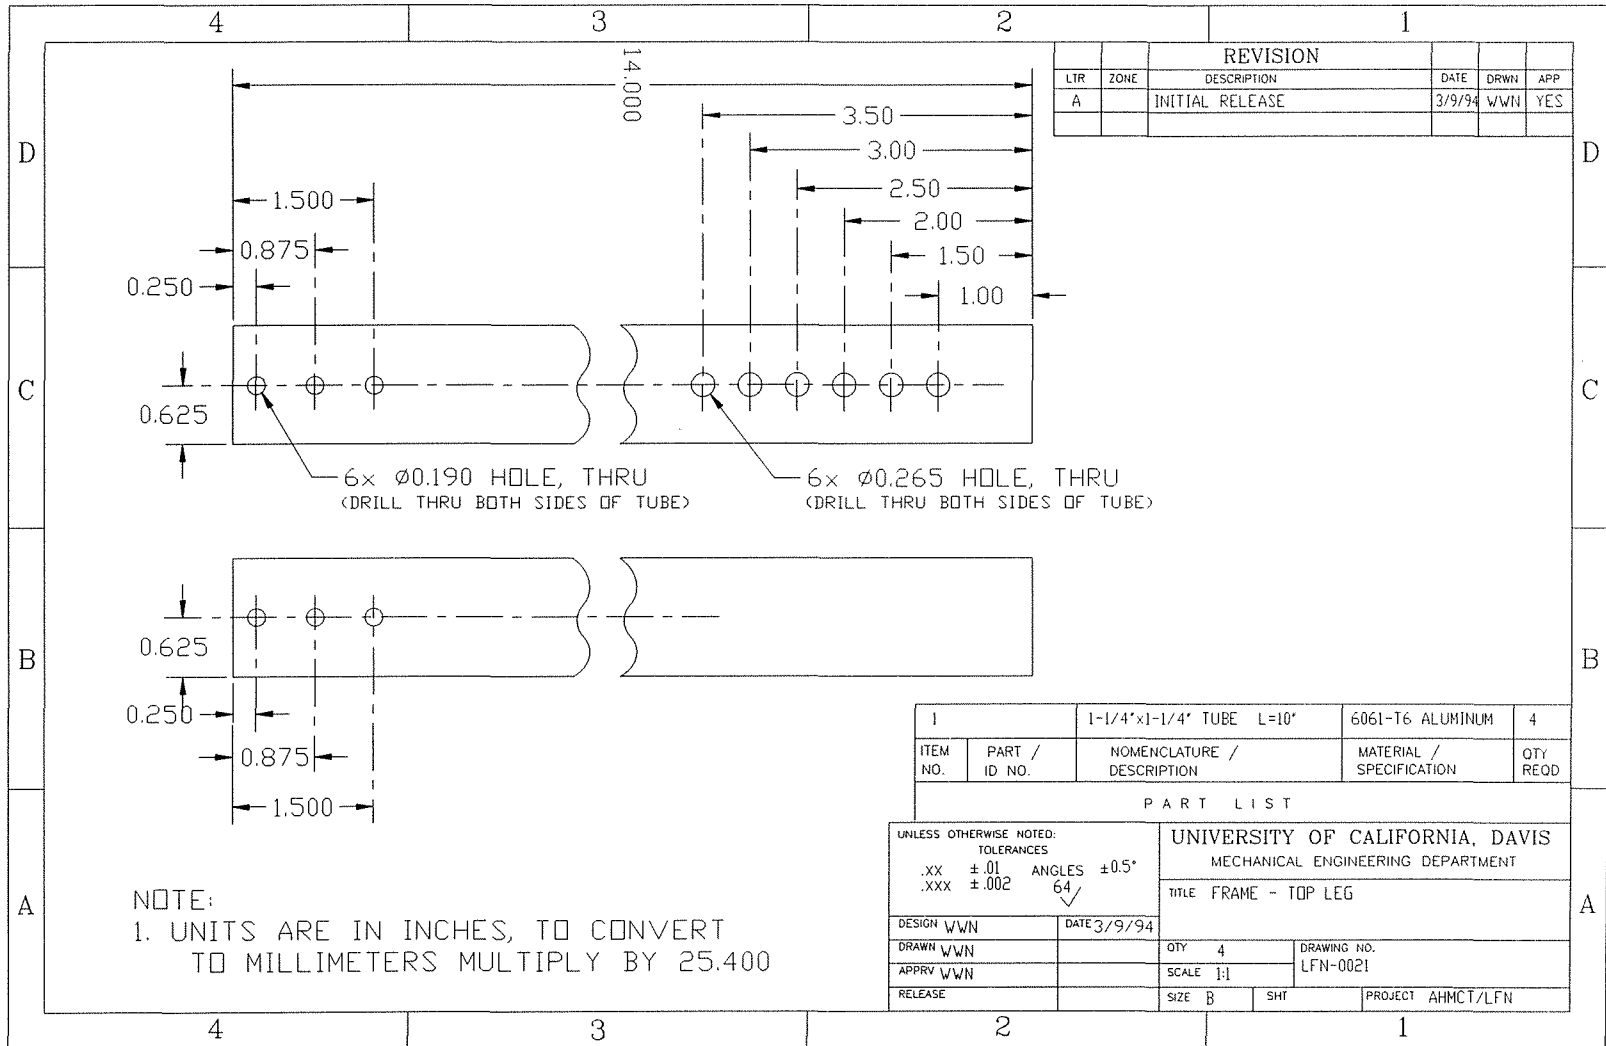 4 3 2 1
REVISION
LTR ZONE DESCRIPTION DATE DRWN APP
A INITIAL RELEASE 3/9/94 WWN YES
D D
14.000
3.50
3.00
2.50
2.00
1.50
1.00
1.500
0.875
0.250
C C
0.625
6x Ø0.190 HOLE, THRU
(DRILL THRU BOTH SIDES OF TUBE)
6x Ø0.265 HOLE, THRU
(DRILL THRU BOTH SIDES OF TUBE)
B B
0.625
0.250
0.875
1.500
1 1-1/4"x1-1/4" TUBE L=10" 6061-T6 ALUMINUM 4
ITEM NO. PART / ID NO. NOMENCLATURE / DESCRIPTION MATERIAL / SPECIFICATION QTY REQD
PART LIST
UNLESS OTHERWISE NOTED:
TOLERANCES
.XX ±.01 ANGLES ±0.5°
.XXX ±.002 64
UNIVERSITY OF CALIFORNIA, DAVIS
MECHANICAL ENGINEERING DEPARTMENT
TITLE FRAME - TOP LEG
A A
NOTE:
1. UNITS ARE IN INCHES, TO CONVERT
TO MILLIMETERS MULTIPLY BY 25.400
DESIGN WWN DATE 3/9/94
DRAWN WWN
APPRV WWN
RELEASE
QTY 4
SCALE 1:1
DRAWING NO.
LFN-0021
SIZE B SHT PROJECT AHMCT/LFN
4 3 2 1